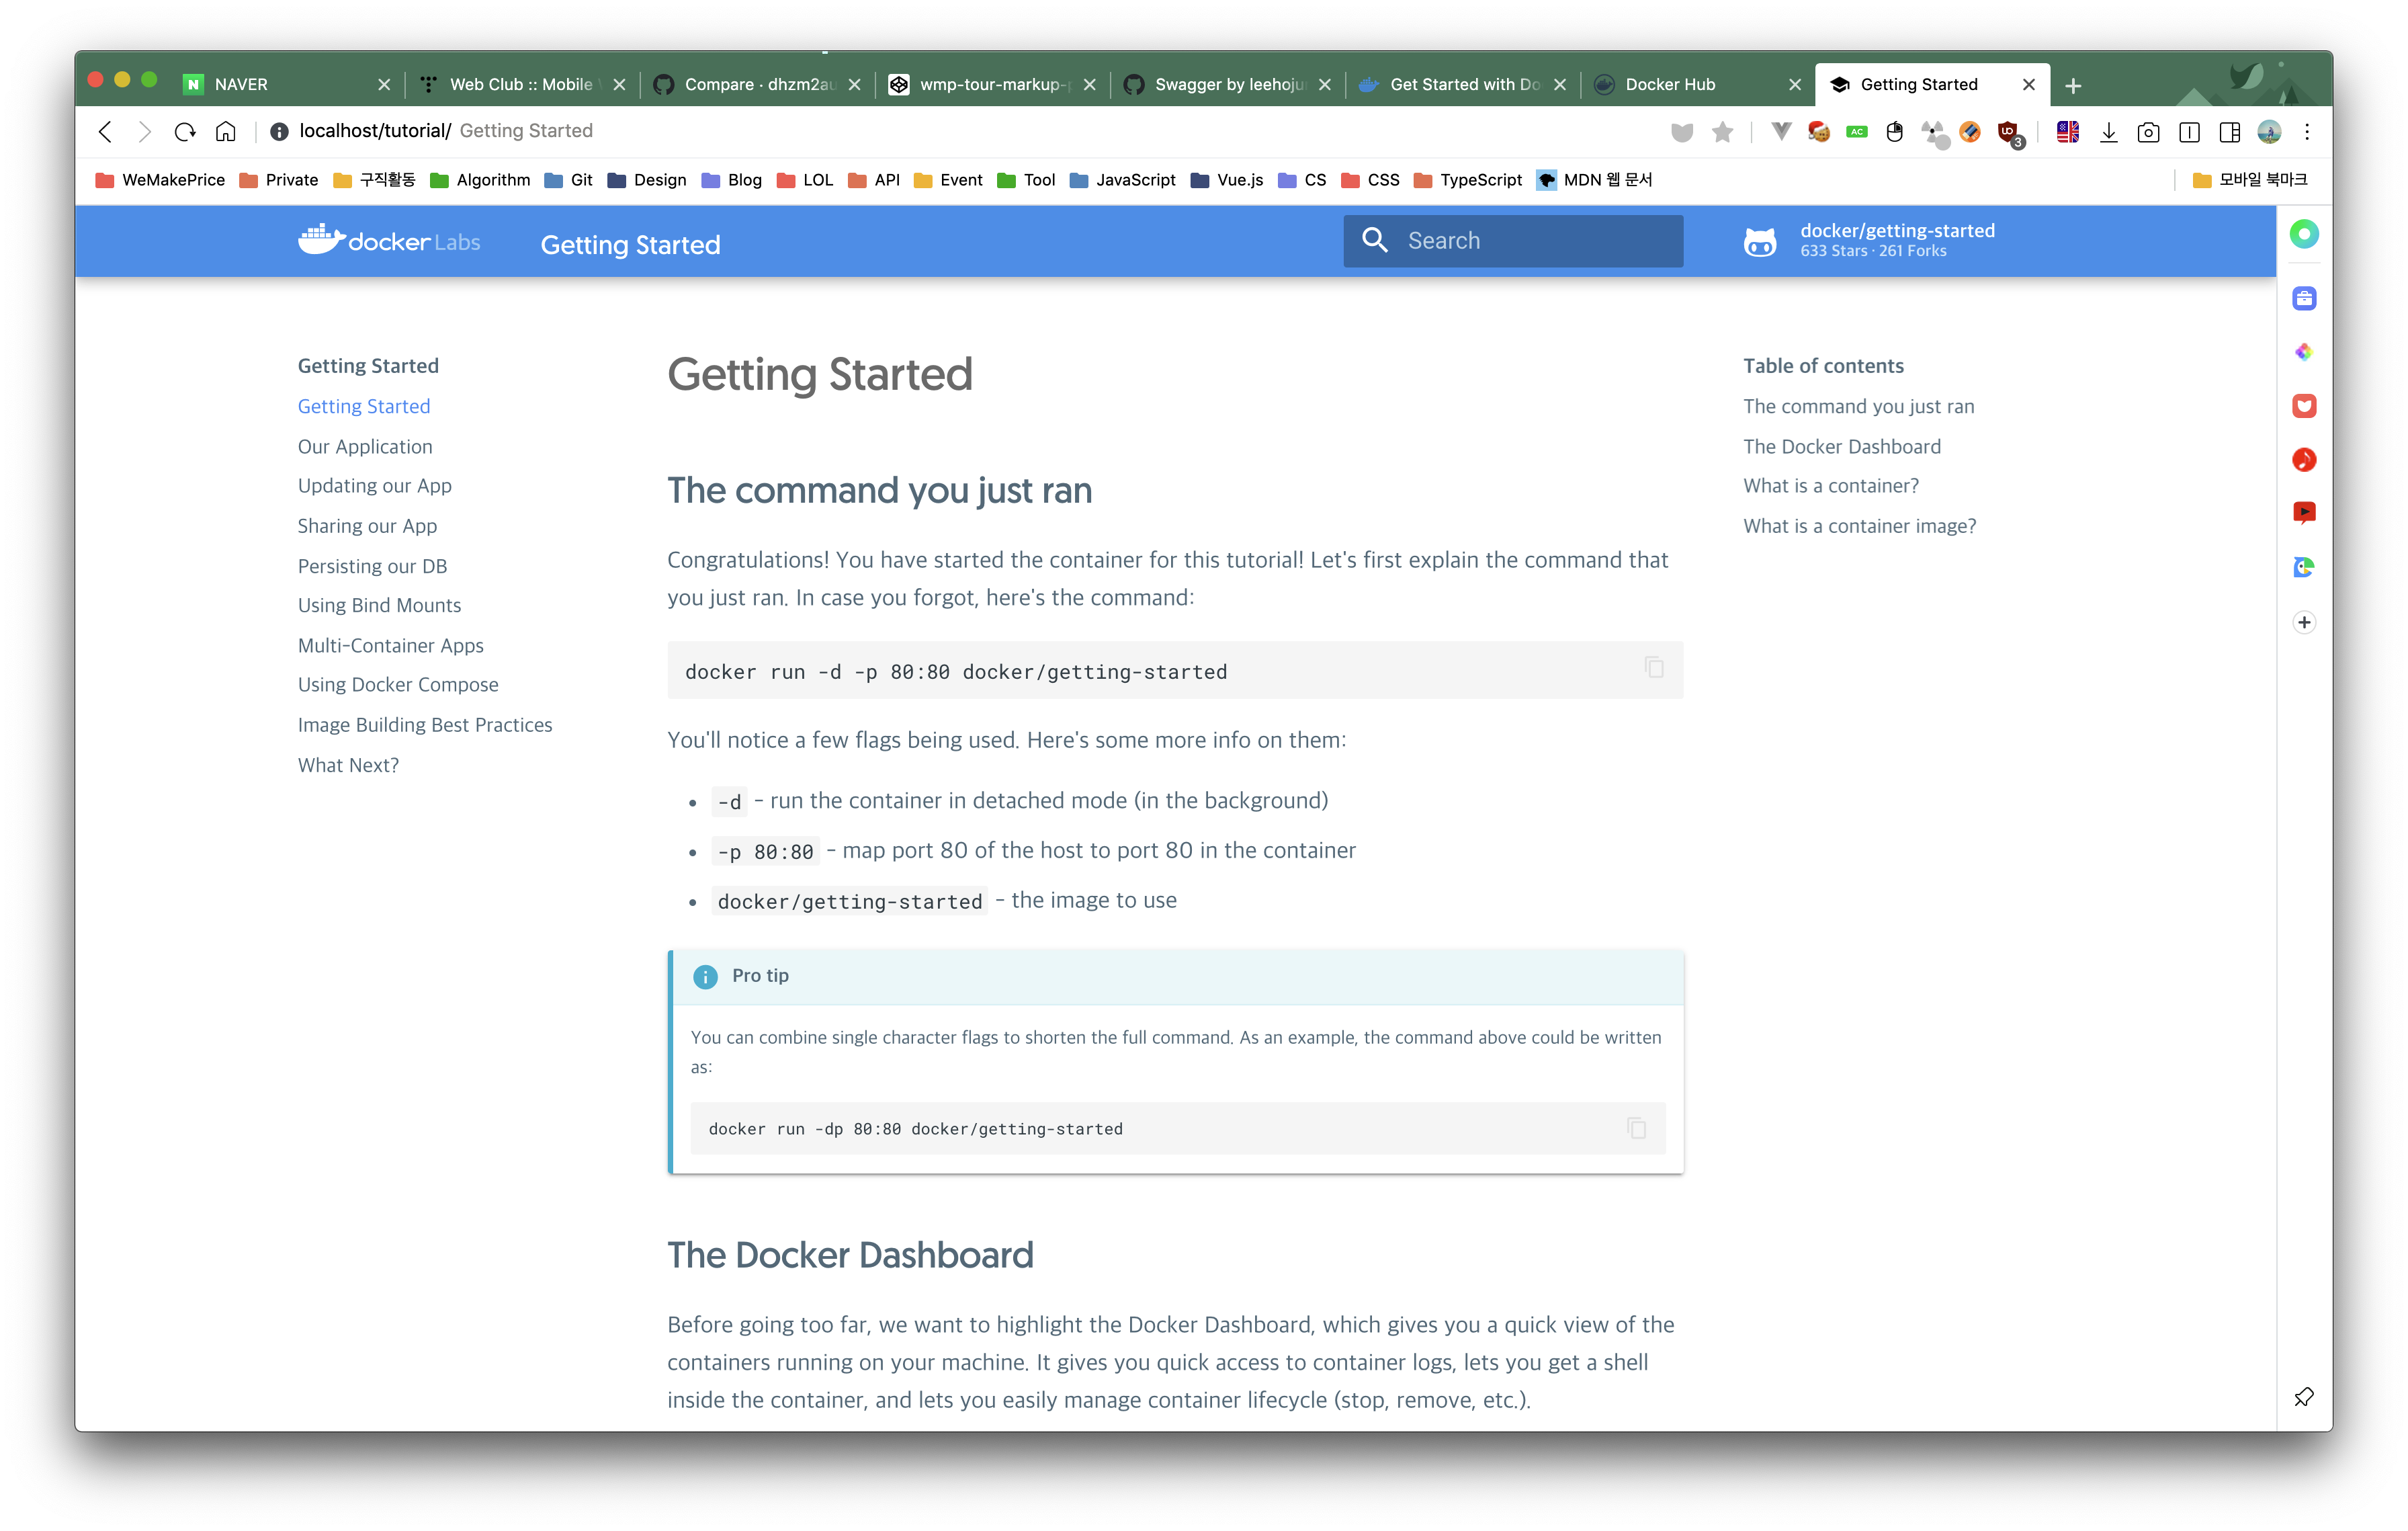 NAVER
Web Club :: Mobile
Compare · dhzm2au
wmp-tour-markup-p
Swagger by leehoju
Get Started with Do
Docker Hub
Getting Started
localhost/tutorial/ Getting Started
AC
3
WeMakePrice Private 구직활동 Algorithm Git Design Blog LOL API Event Tool JavaScript Vue.js CS CSS TypeScript MDN 웹 문서 모바일 북마크
docker Labs
Getting Started
Search
docker/getting-started
633 Stars · 261 Forks
Getting Started
Getting Started
Our Application
Updating our App
Sharing our App
Persisting our DB
Using Bind Mounts
Multi-Container Apps
Using Docker Compose
Image Building Best Practices
What Next?
Getting Started
The command you just ran
Congratulations! You have started the container for this tutorial! Let's first explain the command that
you just ran. In case you forgot, here's the command:
docker run -d -p 80:80 docker/getting-started
You'll notice a few flags being used. Here's some more info on them:
• -d - run the container in detached mode (in the background)
• -p 80:80 - map port 80 of the host to port 80 in the container
• docker/getting-started - the image to use
Pro tip
You can combine single character flags to shorten the full command. As an example, the command above could be written
as:
docker run -dp 80:80 docker/getting-started
The Docker Dashboard
Before going too far, we want to highlight the Docker Dashboard, which gives you a quick view of the
containers running on your machine. It gives you quick access to container logs, lets you get a shell
inside the container, and lets you easily manage container lifecycle (stop, remove, etc.).
Table of contents
The command you just ran
The Docker Dashboard
What is a container?
What is a container image?